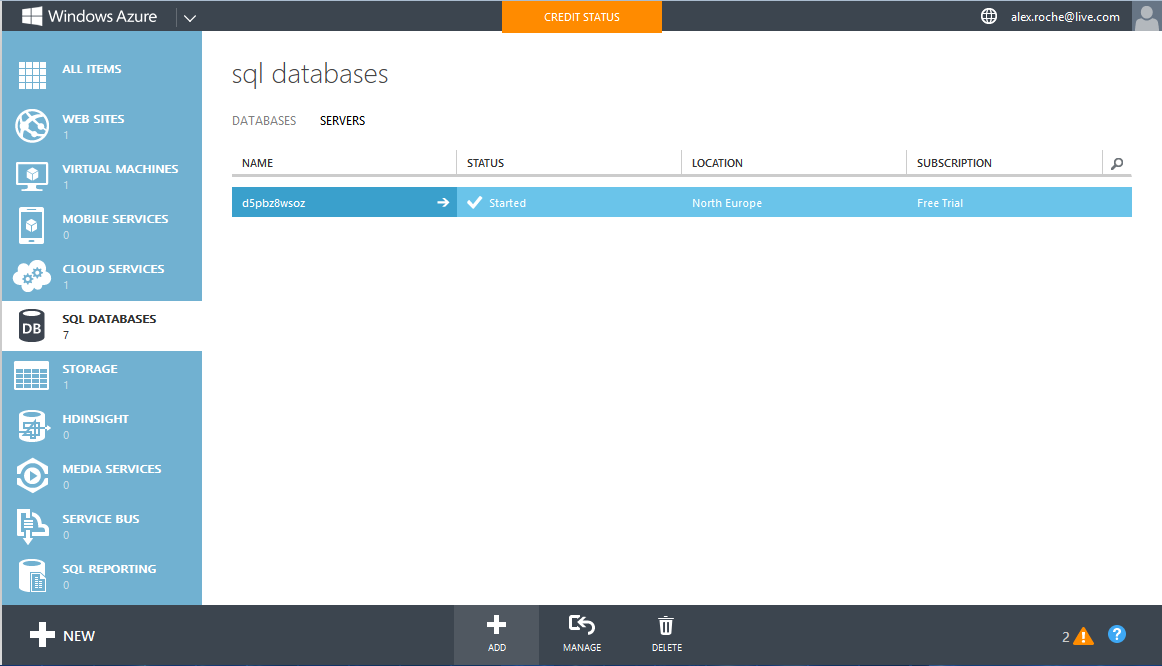 Windows Azure
CREDIT STATUS
alex.roche@live.com
ALL ITEMS
WEB SITES
1
VIRTUAL MACHINES
1
MOBILE SERVICES
0
CLOUD SERVICES
1
DB
SQL DATABASES
7
STORAGE
1
HDINSIGHT
0
MEDIA SERVICES
0
SERVICE BUS
0
SQL REPORTING
0
sql databases
DATABASES SERVERS
NAME STATUS LOCATION SUBSCRIPTION
d5pbz8wsoz Started North Europe Free Trial
NEW
ADD
MANAGE
DELETE
2 ! ?